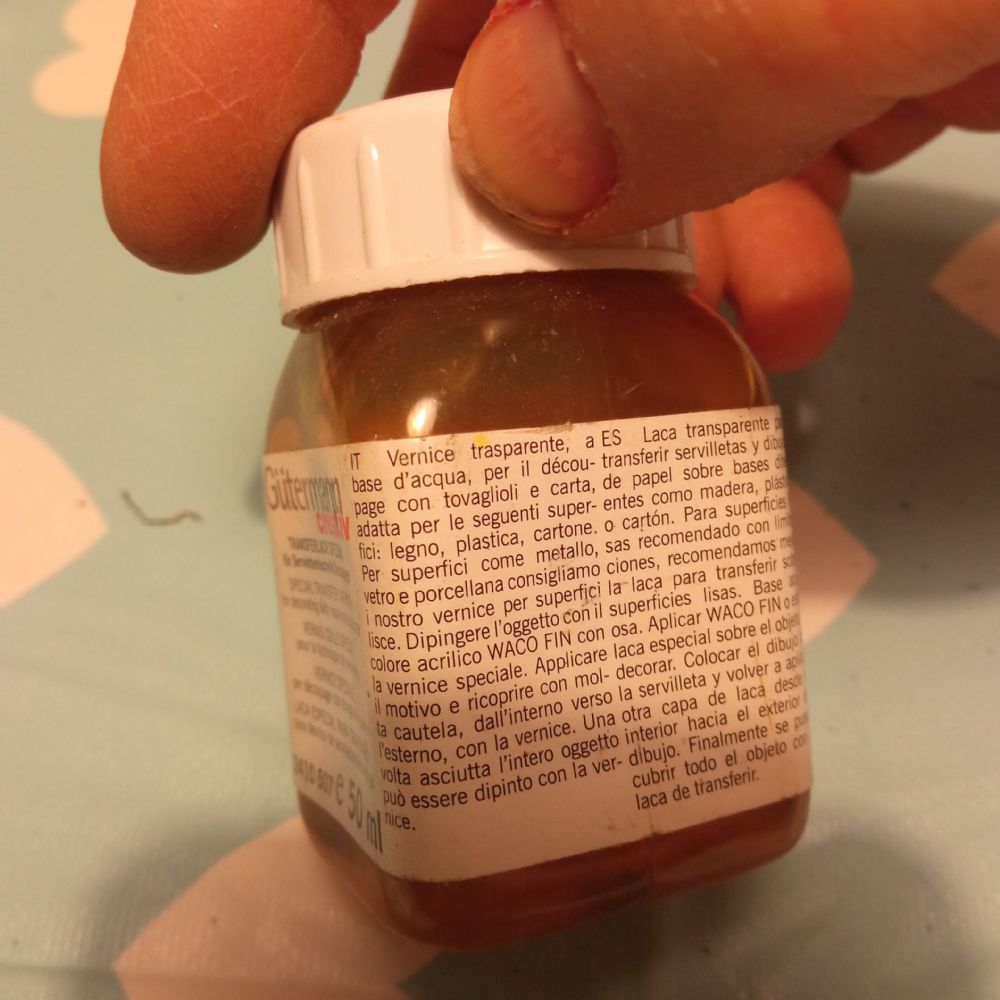 Gütermann
creativ
TRANSFERLACK SPEZIAL
SPECIAL TRANSFER
50 ml
IT Vernice trasparente, a
base d'acqua, per il décou-
page con tovaglioli e carta,
adatta per le seguenti super-
fici: legno, plastica, cartone.
Per superfici come metallo,
vetro e porcellana consigliamo
i nostro vernice per superfici
lisce. Dipingere l'oggetto con il
colore acrilico WACO FIN con
la vernice speciale. Applicare
il motivo e ricoprire con mol-
ta cautela, dall'interno verso
l'esterno, con la vernice. Una
volta asciutta l'intero oggetto
può essere dipinto con la ver-
nice.
ES Laca transparente
transferir servilletas y
de papel sobre bases
entes como madera,
o cartón. Para superficies
sas recomendado con
ciones, recomendamos
la laca para transferir
superficies lisas. Base
osa. Aplicar WACO FIN o
laca especial sobre el
decorar. Colocar el dibujo
la servilleta y volver a
otra capa de laca desde
interior hacia el exterior
dibujo. Finalmente se
cubrir todo el objeto
laca de transferir.